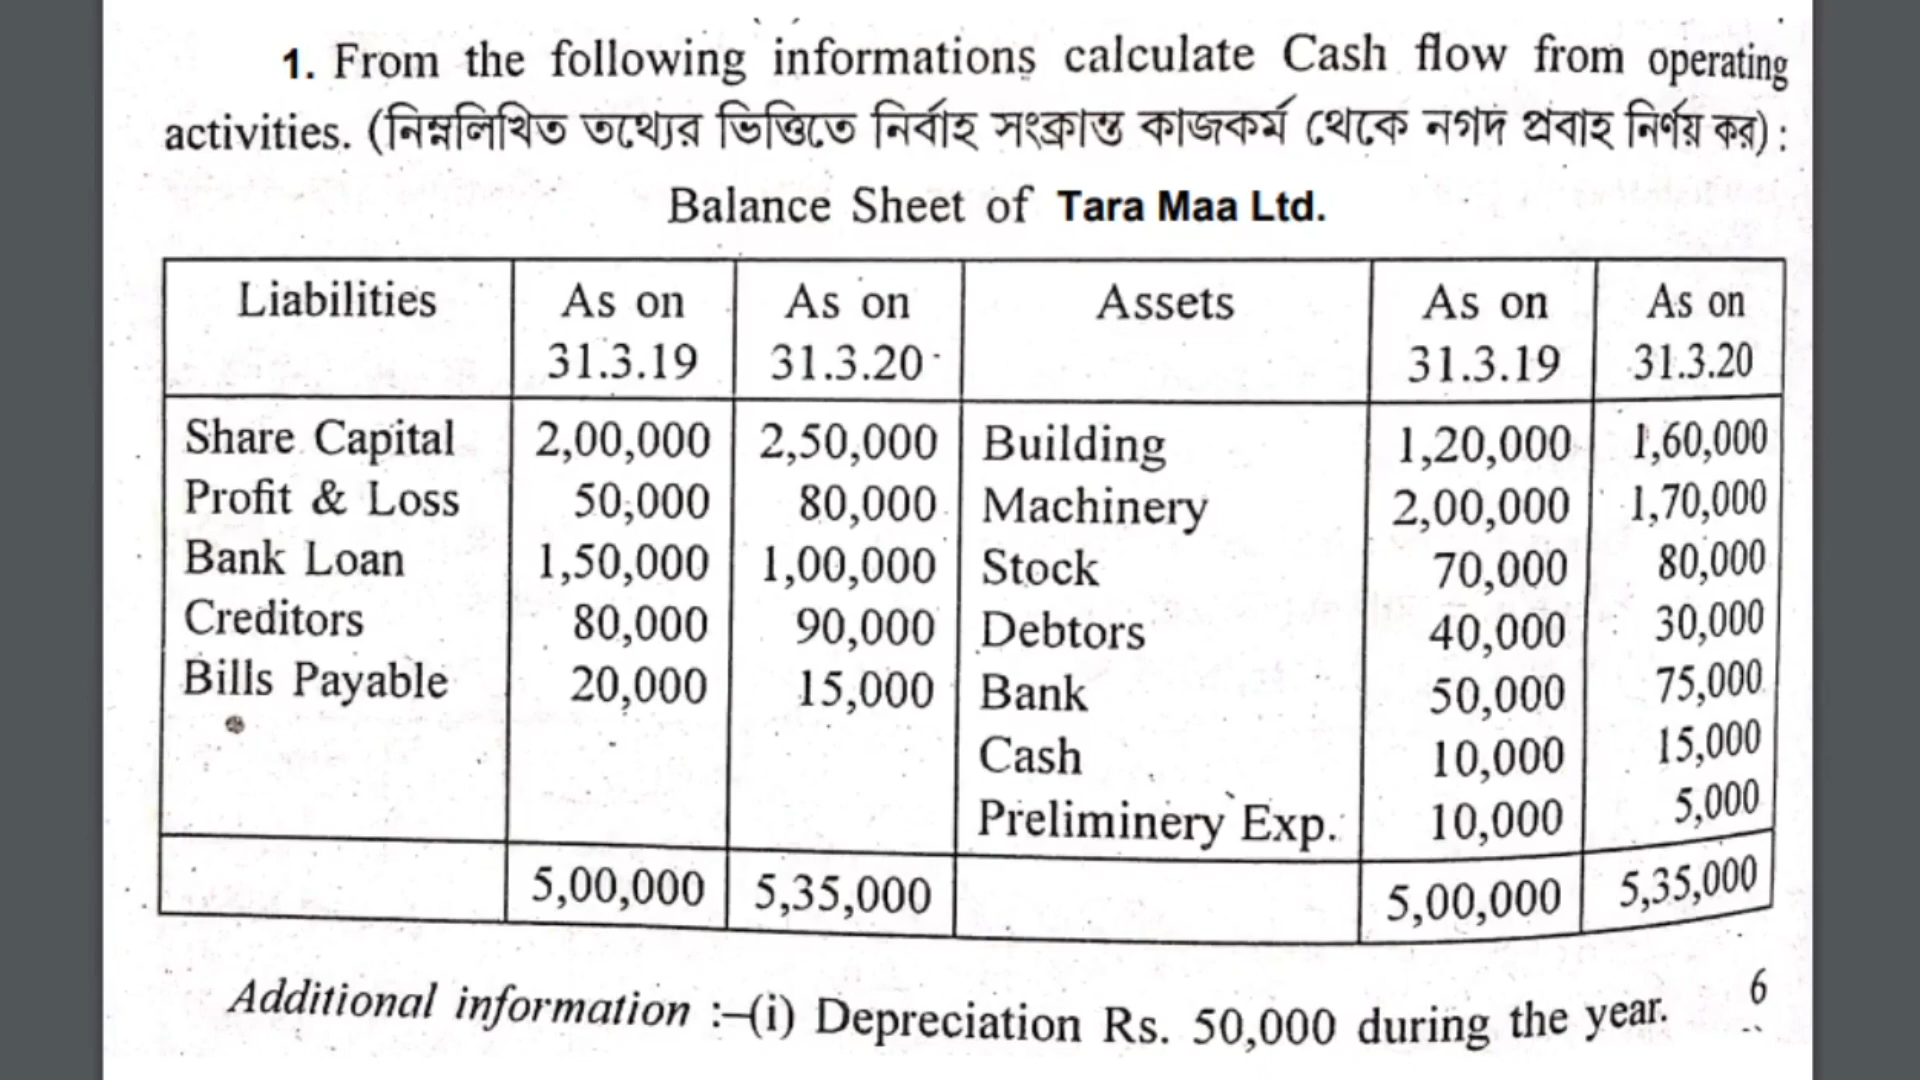 1. From the following informations calculate Cash flow from operating
activities. (নিম্নলিখিত তথ্যের ভিত্তিতে নির্বাহ সংক্রান্ত কাজকর্ম থেকে নগদ প্রবাহ নির্ণয় কর) :
Balance Sheet of Tara Maa Ltd.
Liabilities As on 31.3.19 As on 31.3.20 Assets As on 31.3.19 As on 31.3.20
Share Capital 2,00,000 2,50,000 Building 1,20,000 1,60,000
Profit & Loss 50,000 80,000 Machinery 2,00,000 1,70,000
Bank Loan 1,50,000 1,00,000 Stock 70,000 80,000
Creditors 80,000 90,000 Debtors 40,000 30,000
Bills Payable 20,000 15,000 Bank 50,000 75,000
Cash 10,000 15,000
Preliminery Exp. 10,000 5,000
5,00,000 5,35,000 5,00,000 5,35,000
Additional information :–(i) Depreciation Rs. 50,000 during the year. 6